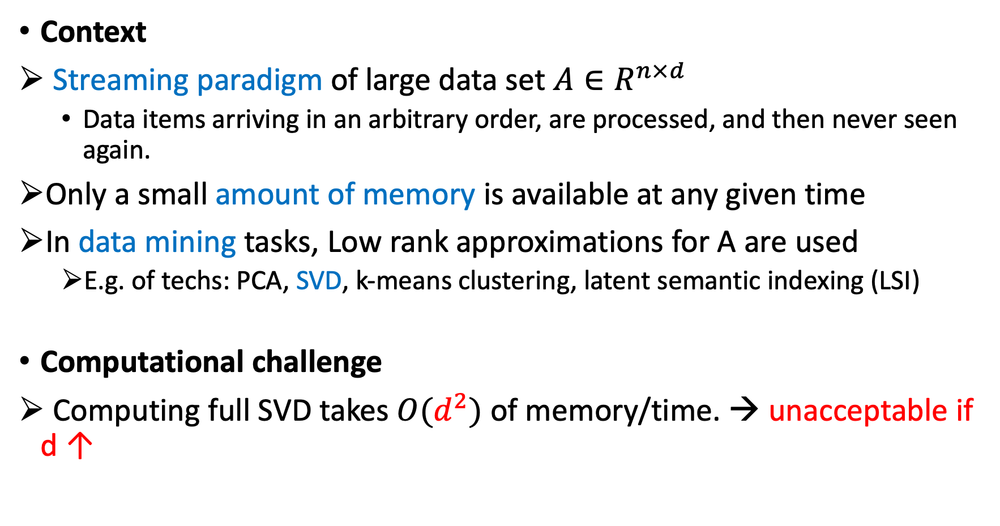 • Context
➢ Streaming paradigm of large data set A ∈ Rⁿˣᵈ
• Data items arriving in an arbitrary order, are processed, and then never seen
again.
➢Only a small amount of memory is available at any given time
➢In data mining tasks, Low rank approximations for A are used
➢E.g. of techs: PCA, SVD, k-means clustering, latent semantic indexing (LSI)
• Computational challenge
➢ Computing full SVD takes O(d²) of memory/time. → unacceptable if
d ↑